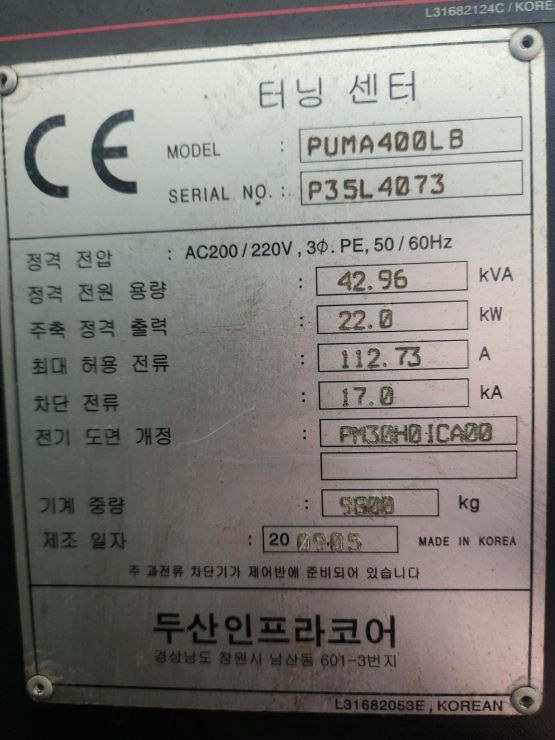 L31682124C / KOREA
CE
터닝 센터
MODEL : PUMA400LB
SERIAL NO. : P35L4073
정격 전압 : AC200 / 220V , 3Φ. PE, 50 / 60Hz
정격 전원 용량 : 42.96 kVA
주축 정격 출력 : 22.0 kW
최대 허용 전류 : 112.73 A
차단 전류 : 17.0 kA
전기 도면 개정 : PM30H0ICA00
기계 중량 : 9800 kg
제조 일자 : 20 0905 MADE IN KOREA
주 과전류 차단기가 제어반에 준비되어 있습니다
두산인프라코어
경상남도 창원시 남산동 601-3번지
L31682053E , KOREAN